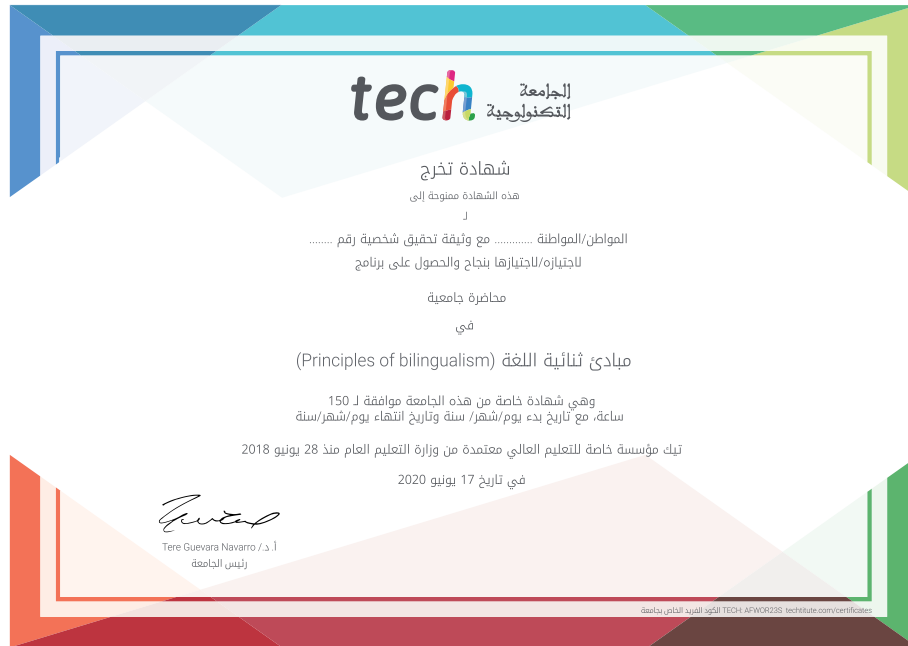 tech الجامعة
التكنولوجية
شهادة تخرج
هذه الشهادة ممنوحة إلى
لـ
المواطن/المواطنة ............. مع وثيقة تحقيق شخصية رقم ........
لاجتيازه/لاجتيازها بنجاح والحصول على برنامج
محاضرة جامعية
في
مبادئ ثنائية اللغة (Principles of bilingualism)
وهي شهادة خاصة من هذه الجامعة موافقة لـ 150
ساعة، مع تاريخ بدء يوم/شهر/ سنة وتاريخ انتهاء يوم/شهر/سنة
تيك مؤسسة خاصة للتعليم العالي معتمدة من وزارة التعليم العام منذ 28 يونيو 2018
في تاريخ 17 يونيو 2020
أ. د./ Tere Guevara Navarro
رئيس الجامعة
الكود الفريد الخاص بجامعة TECH: AFWOR23S techtitute.com/certificates